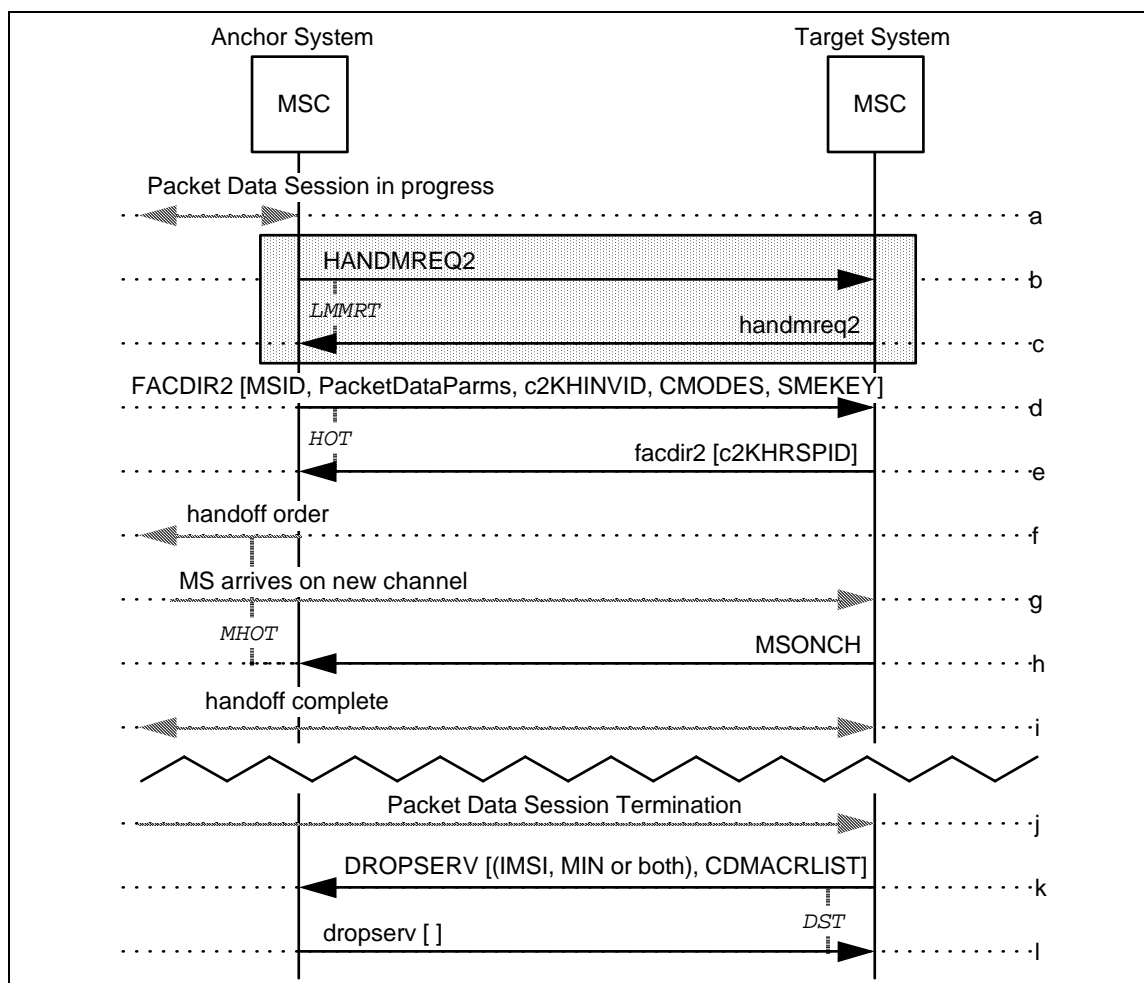 Anchor System Target System
MSC MSC
Packet Data Session in progress
a
HANDMREQ2
b
LMMRT
handmreq2
c
FACDIR2 [MSID, PacketDataParms, c2KHINVID, CMODES, SMEKEY]
d
HOT
facdir2 [c2KHRSPID]
e
handoff order
f
MS arrives on new channel
g
MHOT
MSONCH
h
handoff complete
i
Packet Data Session Termination
j
DROPSERV [(IMSI, MIN or both), CDMACRLIST]
k
DST
dropserv [ ]
l